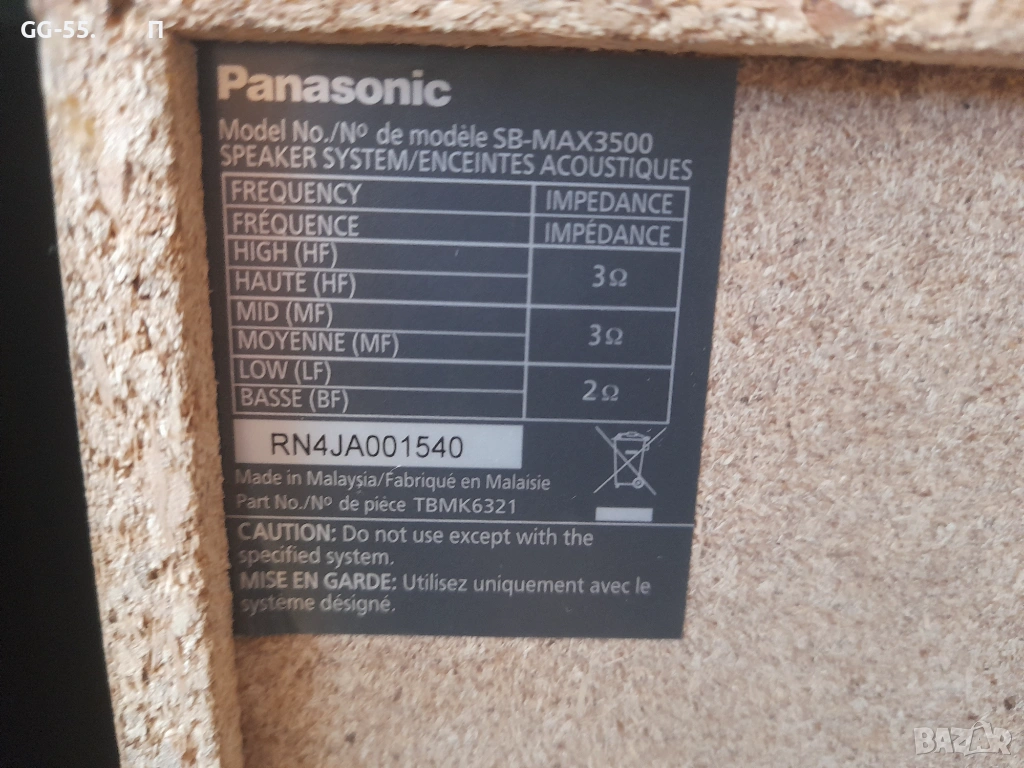 GG-55. П
Panasonic
Model No./Nº de modèle SB-MAX3500
SPEAKER SYSTEM/ENCEINTES ACOUSTIQUES
FREQUENCY IMPEDANCE
FRÉQUENCE IMPÉDANCE
HIGH (HF)
3Ω
HAUTE (HF)
MID (MF)
3Ω
MOYENNE (MF)
LOW (LF)
2Ω
BASSE (BF)
RN4JA001540
Made in Malaysia/Fabriqué en Malaisie
Part No./Nº de pièce TBMK6321
CAUTION: Do not use except with the
specified system.
MISE EN GARDE: Utilisez uniquement avec le
système désigné.
BAZAR